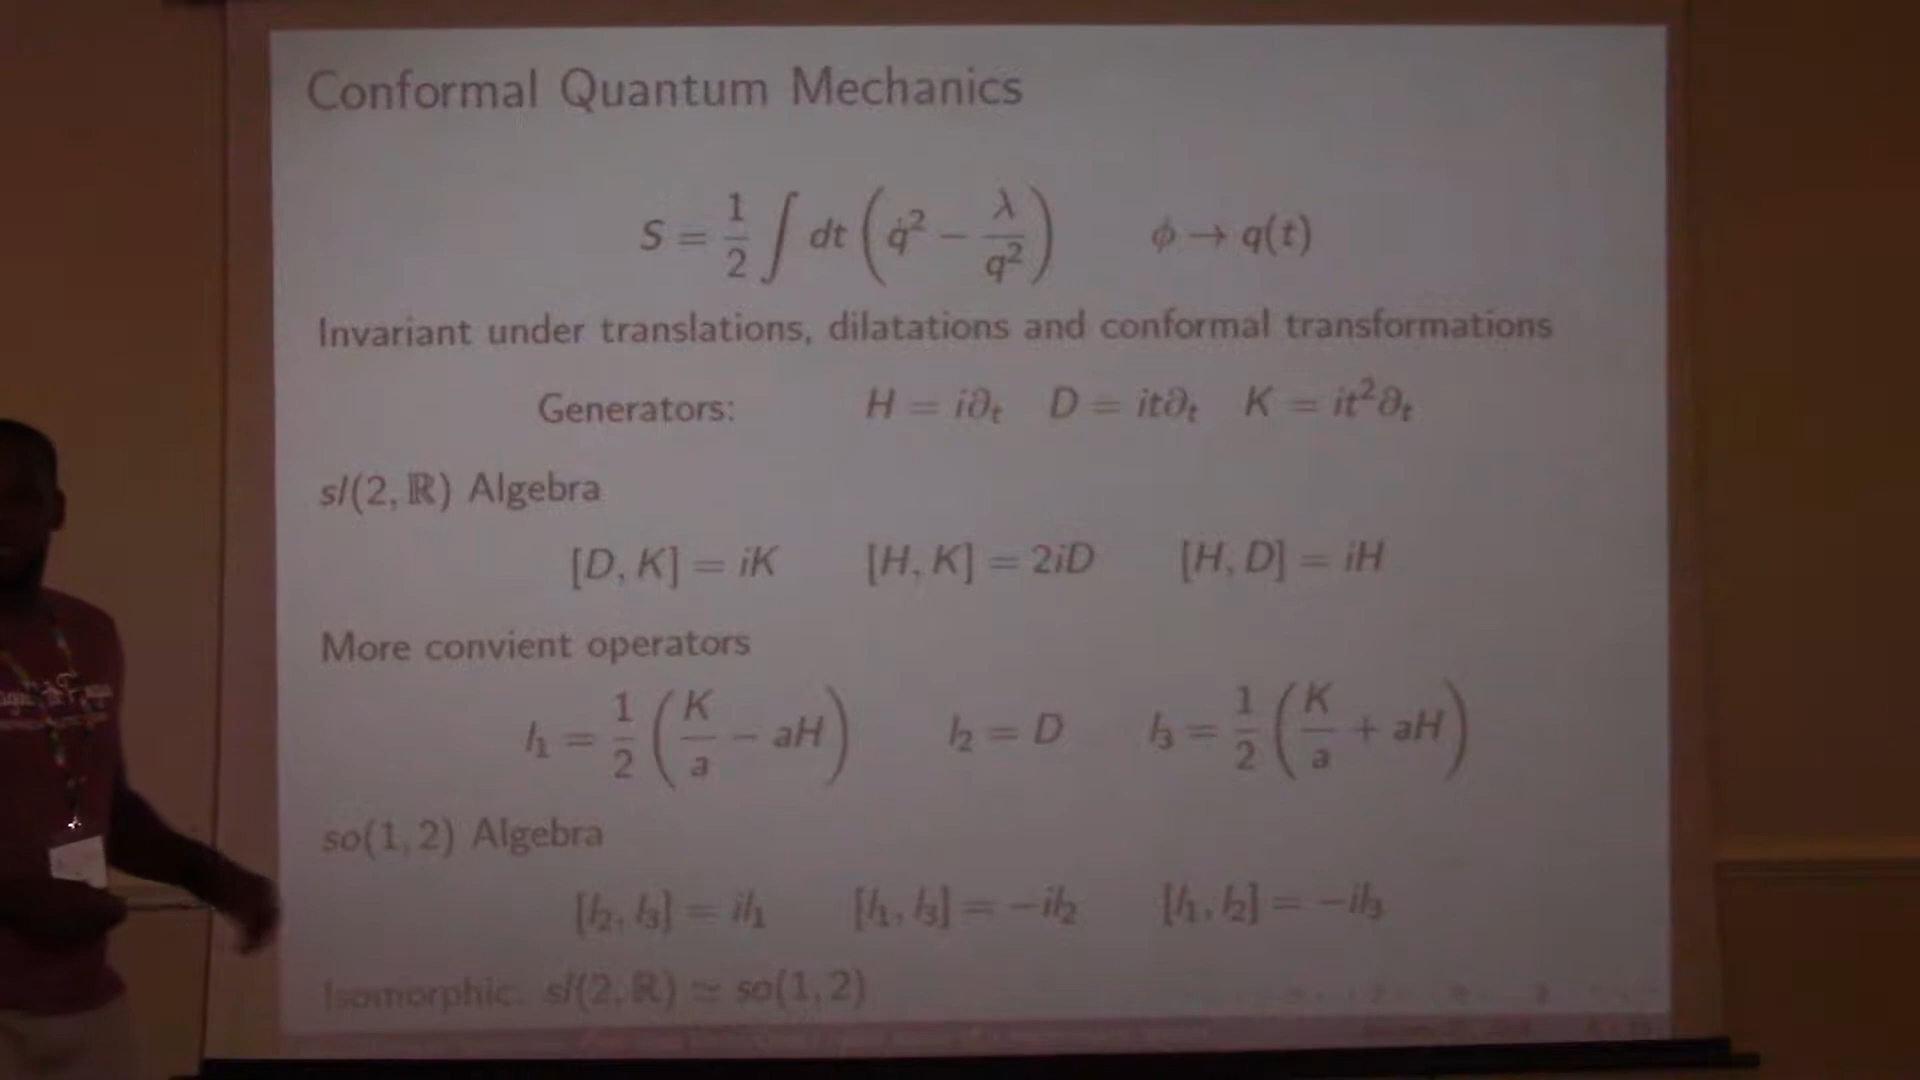 Conformal Quantum Mechanics
S = 1/2 ∫ dt ( q̇² − λ/q² ) ϕ → q(t)
Invariant under translations, dilatations and conformal transformations
Generators: H = i∂ₜ D = it∂ₜ K = it²∂ₜ
sl(2, ℝ) Algebra
[D, K] = iK [H, K] = 2iD [H, D] = iH
More convient operators
l₁ = 1/2 ( K/a − aH ) l₂ = D l₃ = 1/2 ( K/a + aH )
so(1, 2) Algebra
[l₂, l₃] = il₁ [l₁, l₃] = −il₂ [l₁, l₂] = −il₃
Isomorphic: sl(2, ℝ) ≃ so(1, 2)